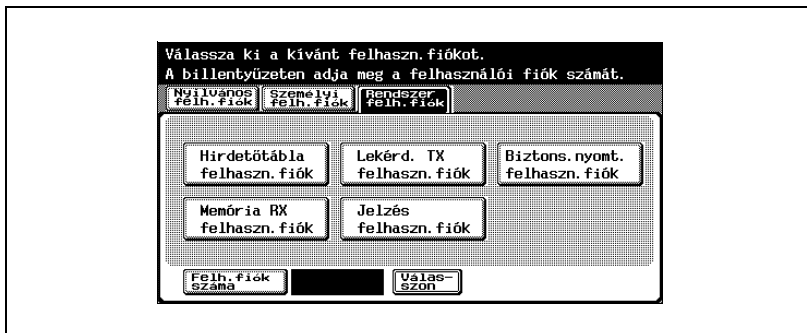 Válassza ki a kívánt felhaszn.fiókot.
A billentyűzeten adja meg a felhasználói fiók számát.
Nyilvános felh.fiók
Személyi felh.fiók
Rendszer felh.fiók
Hirdetőtábla felhaszn.fiók
Lekérd. TX felhaszn.fiók
Biztons.nyomt. felhaszn.fiók
Memória RX felhaszn.fiók
Jelzés felhaszn.fiók
Felh.fiók száma
Válas-
szon